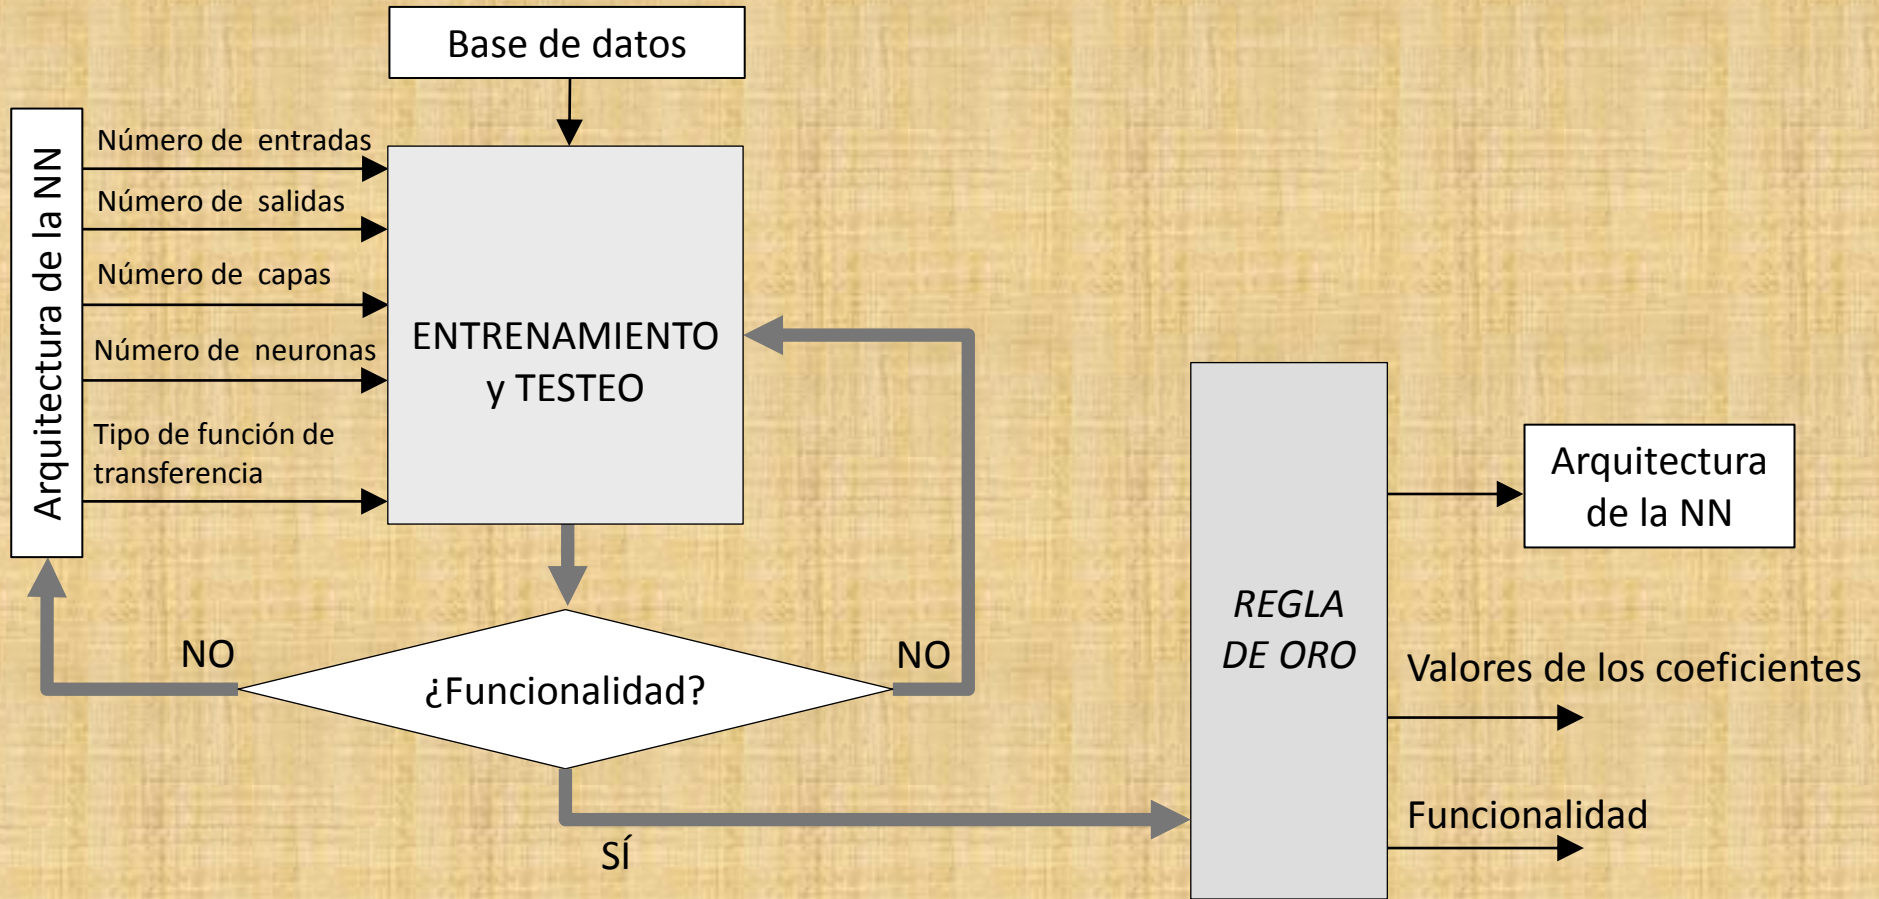 Base de datos
Arquitectura de la NN
Número de entradas
Número de salidas
Número de capas
Número de neuronas
Tipo de función de
transferencia
ENTRENAMIENTO
y TESTEO
NO
¿Funcionalidad?
NO
SÍ
REGLA
DE ORO
Arquitectura
de la NN
Valores de los coeficientes
Funcionalidad